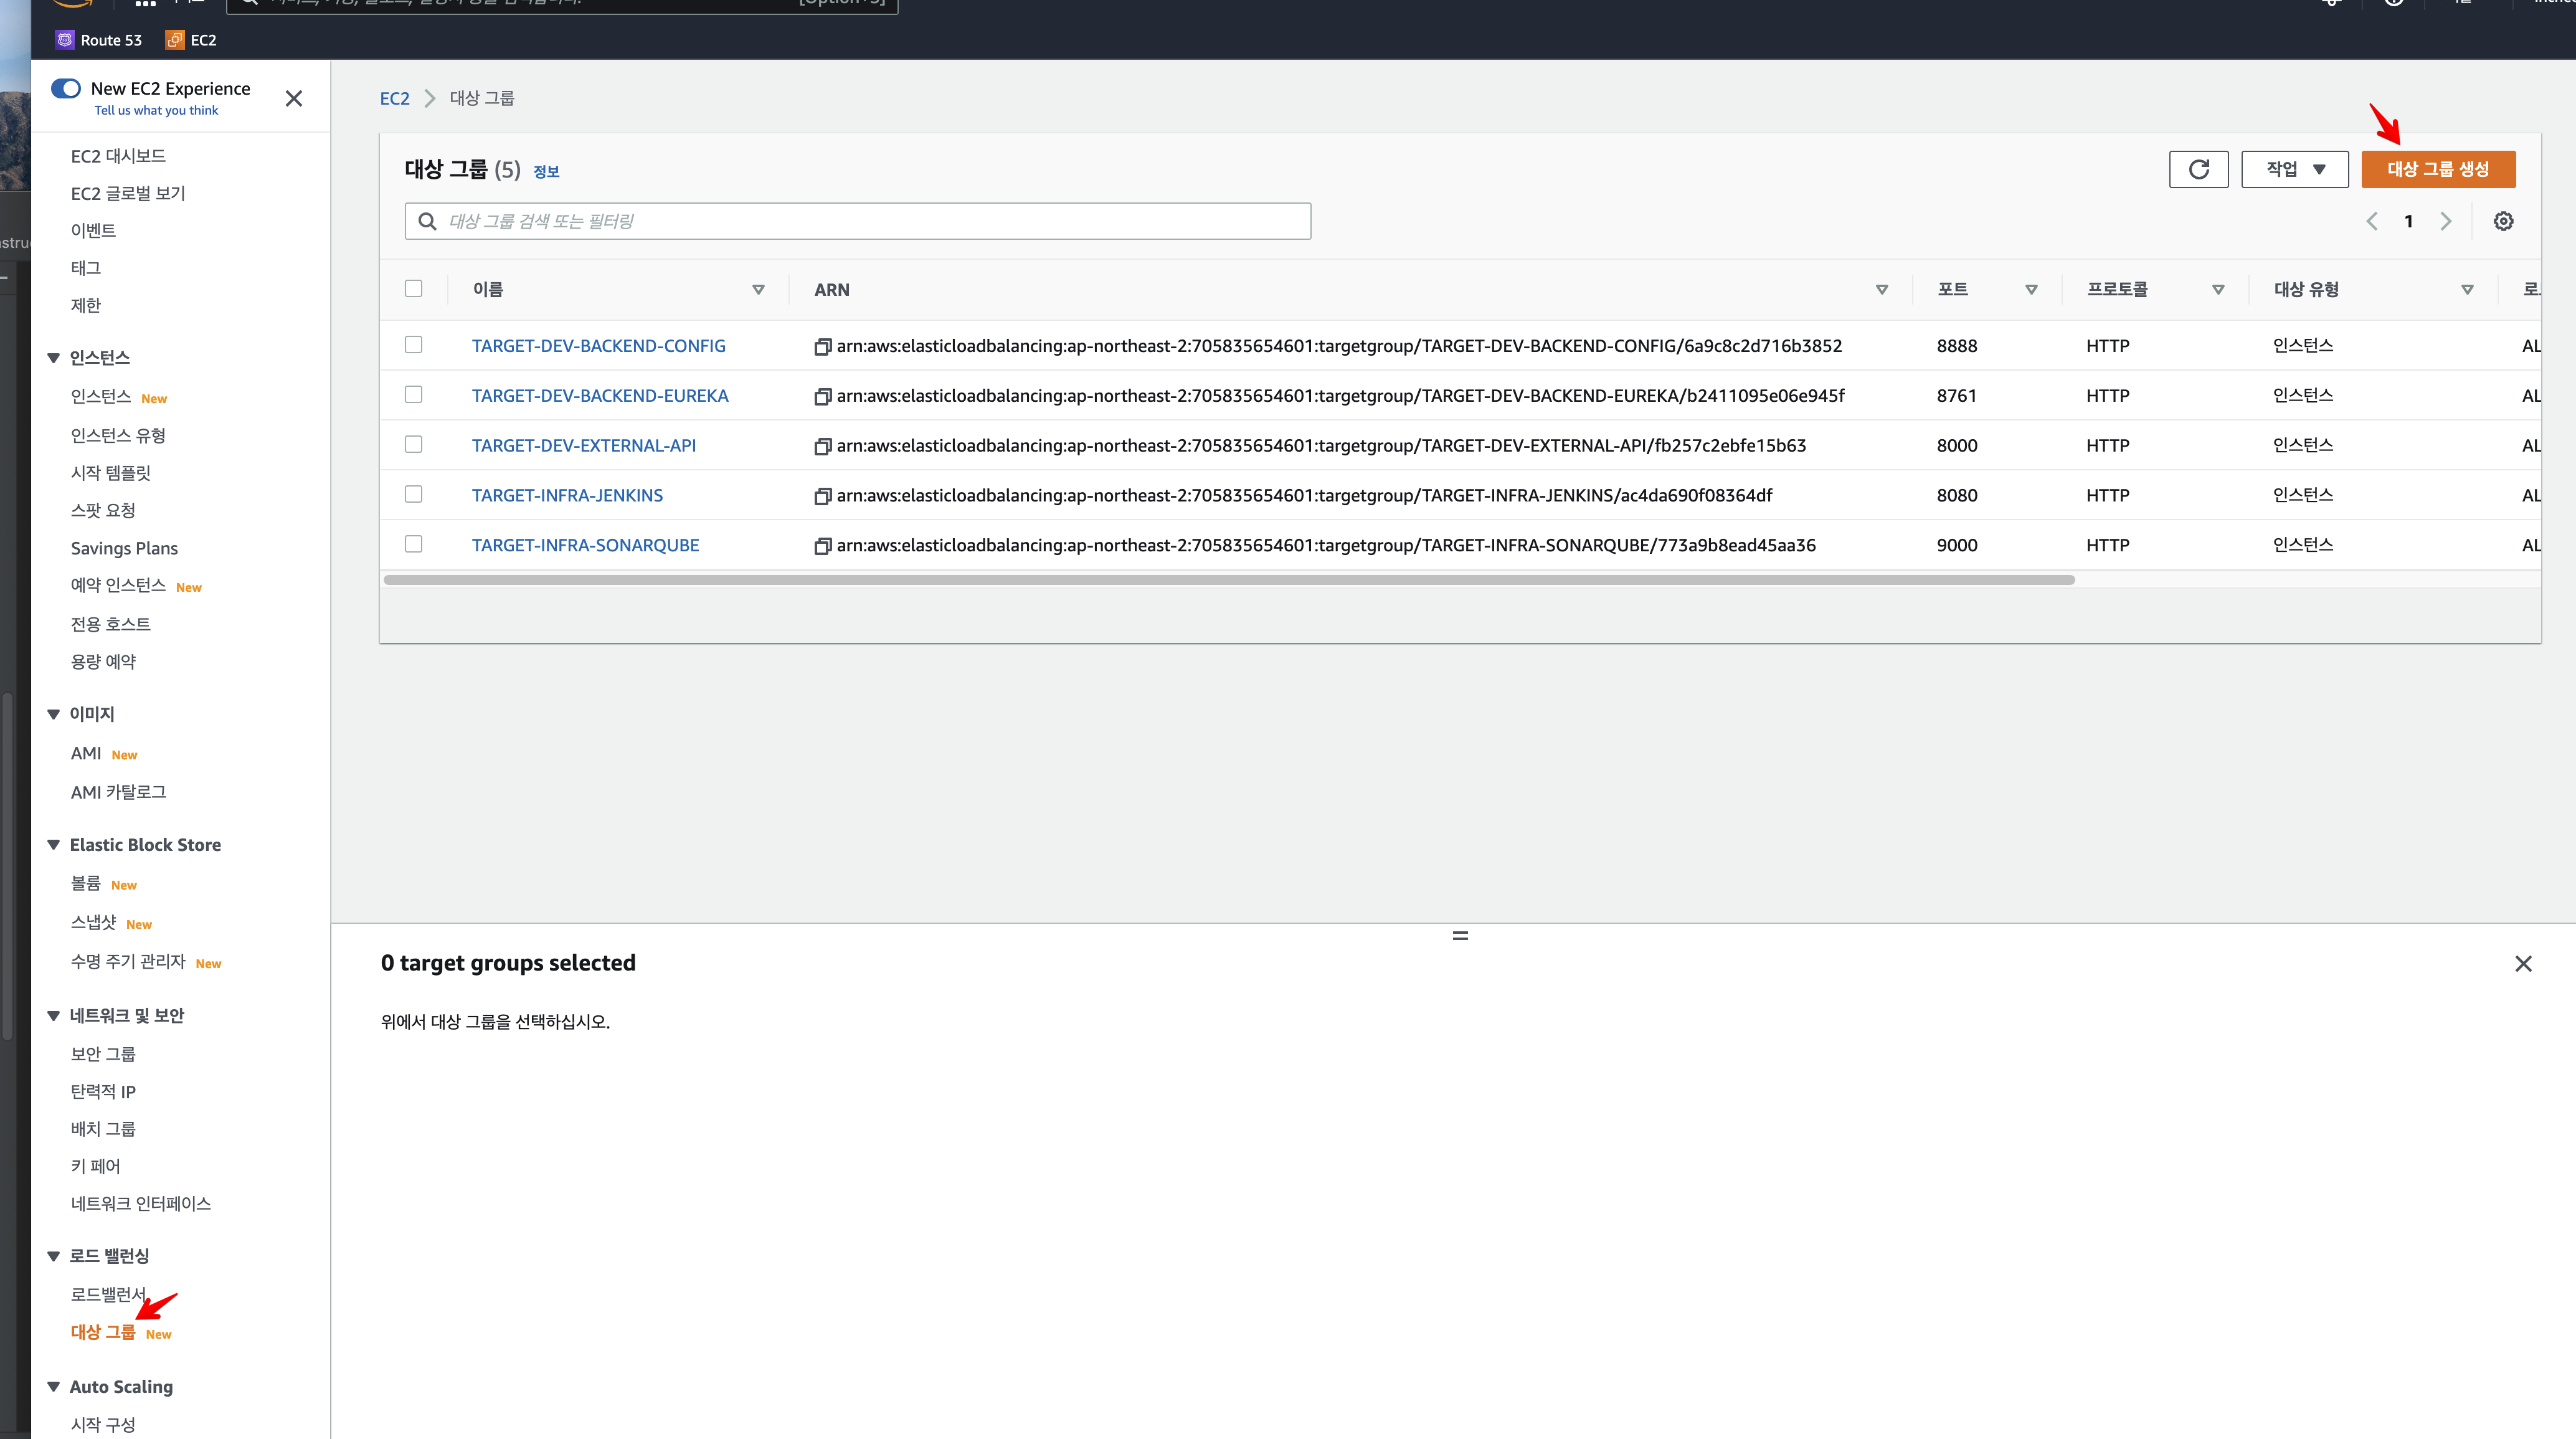 [Option+S]
Route 53
EC2
New EC2 Experience
Tell us what you think
EC2 대시보드
EC2 글로벌 보기
이벤트
태그
제한
인스턴스
인스턴스 New
인스턴스 유형
시작 템플릿
스팟 요청
Savings Plans
예약 인스턴스 New
전용 호스트
용량 예약
이미지
AMI New
AMI 카탈로그
Elastic Block Store
볼륨 New
스냅샷 New
수명 주기 관리자 New
네트워크 및 보안
보안 그룹
탄력적 IP
배치 그룹
키 페어
네트워크 인터페이스
로드 밸런싱
로드밸런서
대상 그룹 New
Auto Scaling
시작 구성
EC2 대상 그룹
대상 그룹 (5) 정보
작업
대상 그룹 생성
대상 그룹 검색 또는 필터링
1
이름 ARN 포트 프로토콜 대상 유형 로
TARGET-DEV-BACKEND-CONFIG arn:aws:elasticloadbalancing:ap-northeast-2:705835654601:targetgroup/TARGET-DEV-BACKEND-CONFIG/6a9c8c2d716b3852 8888 HTTP 인스턴스 AL
TARGET-DEV-BACKEND-EUREKA arn:aws:elasticloadbalancing:ap-northeast-2:705835654601:targetgroup/TARGET-DEV-BACKEND-EUREKA/b2411095e06e945f 8761 HTTP 인스턴스 AL
TARGET-DEV-EXTERNAL-API arn:aws:elasticloadbalancing:ap-northeast-2:705835654601:targetgroup/TARGET-DEV-EXTERNAL-API/fb257c2ebfe15b63 8000 HTTP 인스턴스 AL
TARGET-INFRA-JENKINS arn:aws:elasticloadbalancing:ap-northeast-2:705835654601:targetgroup/TARGET-INFRA-JENKINS/ac4da690f08364df 8080 HTTP 인스턴스 AL
TARGET-INFRA-SONARQUBE arn:aws:elasticloadbalancing:ap-northeast-2:705835654601:targetgroup/TARGET-INFRA-SONARQUBE/773a9b8ead45aa36 9000 HTTP 인스턴스 AL
0 target groups selected
위에서 대상 그룹을 선택하십시오.